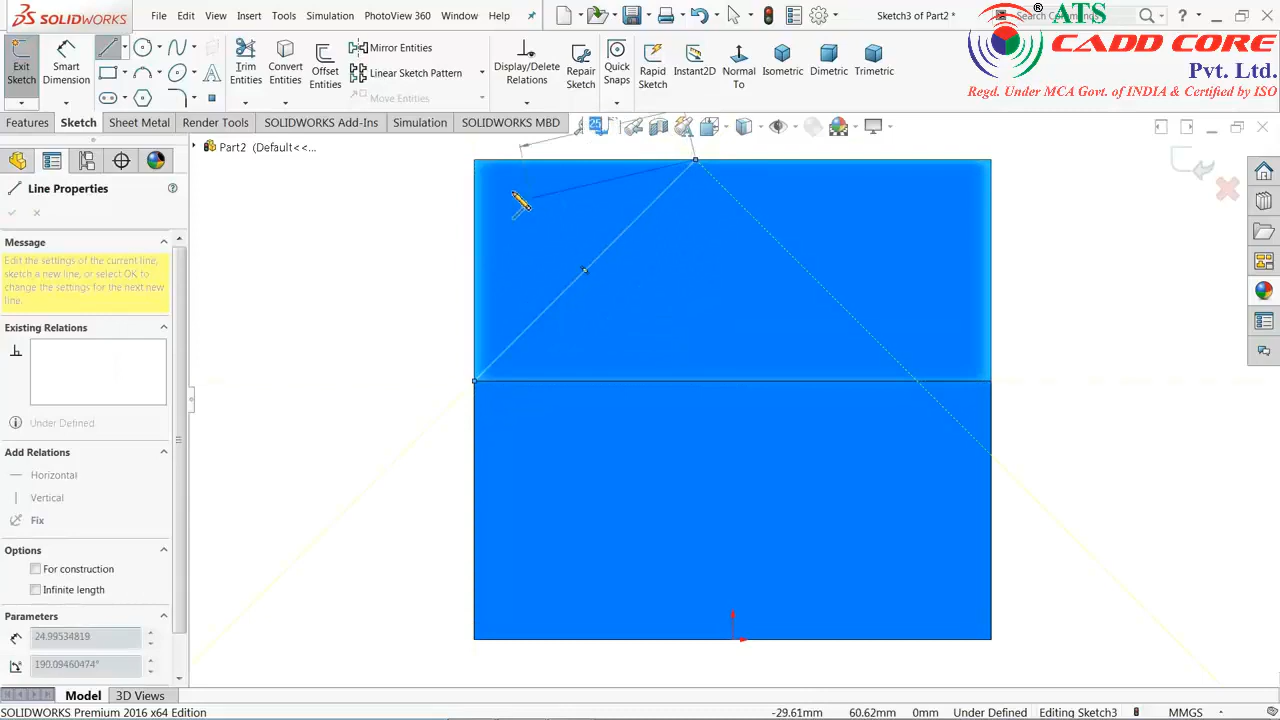 SOLIDWORKS
File Edit View Insert Tools Simulation PhotoView 360 Window Help
Sketch3 of Part2 *
Search Commands
?
®
ATS
CADD CORE
Pvt. Ltd.
Regd. Under MCA Govt. of INDIA & Certified by ISO
Exit Sketch
Smart Dimension
Trim Entities
Convert Entities
Offset Entities
Mirror Entities
Linear Sketch Pattern
Move Entities
Display/Delete Relations
Repair Sketch
Quick Snaps
Rapid Sketch
Instant2D
Normal To
Isometric
Dimetric
Trimetric
Features Sketch Sheet Metal Render Tools SOLIDWORKS Add-Ins Simulation SOLIDWORKS MBD
Part2 (Default<<...
Line Properties
Message
Edit the settings of the current line, sketch a new line, or select OK to change the settings for the next new line.
Existing Relations
Under Defined
Add Relations
Horizontal
Vertical
Fix
Options
For construction
Infinite length
Parameters
24.99534819
190.09460474°
Model 3D Views
SOLIDWORKS Premium 2016 x64 Edition
-29.61mm 60.62mm 0mm Under Defined Editing Sketch3 MMGS